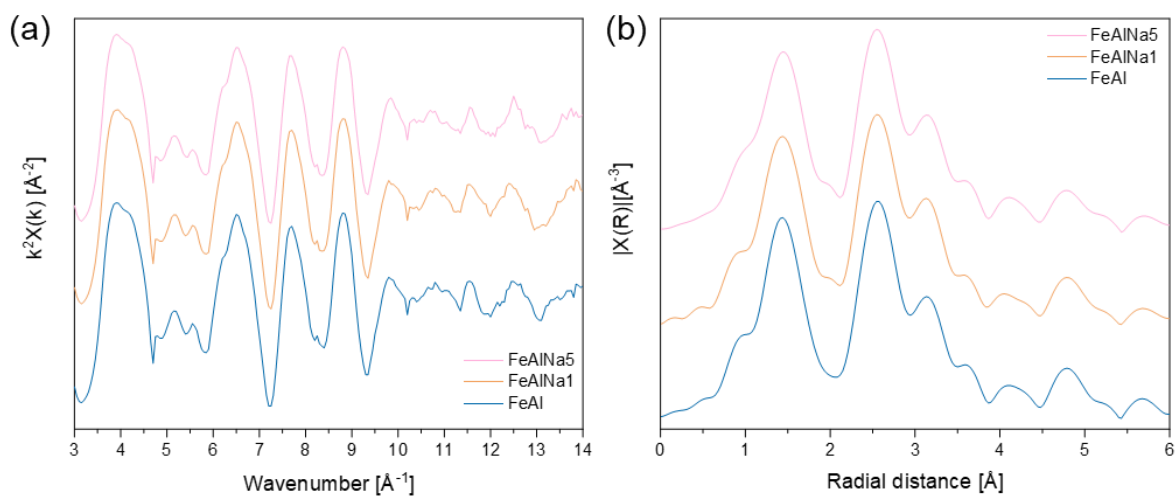 (a)
k²X(k) [Å⁻²]
FeAlNa5
FeAlNa1
FeAl
3 4 5 6 7 8 9 10 11 12 13 14
Wavenumber [Å⁻¹]
(b)
|X(R)|[Å⁻³]
FeAlNa5
FeAlNa1
FeAl
0 1 2 3 4 5 6
Radial distance [Å]